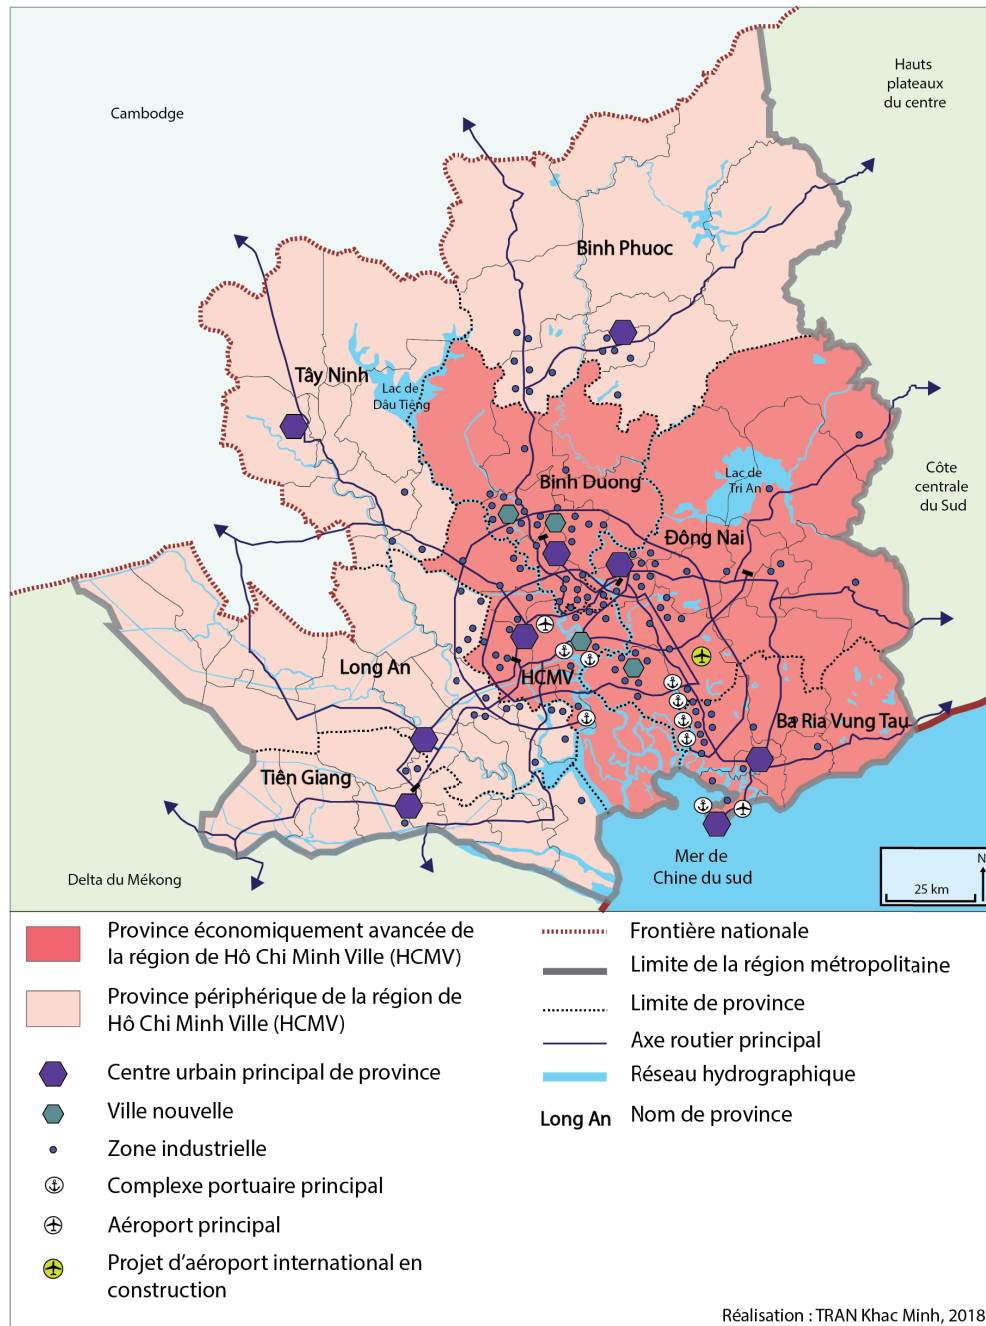 Hauts
plateaux
du centre
Cambodge
Binh Phuoc
Tây Ninh
Lac de
Dâu Tiêng
Côte
centrale
du Sud
Lac de
Tri An
Binh Duong
Đông Nai
Long An
HCMV
Ba Ria Vung Tau
Tiên Giang
Mer de
Chine du sud
Delta du Mékong
N
25 km
Province économiquement avancée de
la région de Hô Chi Minh Ville (HCMV)
Province périphérique de la région de
Hô Chi Minh Ville (HCMV)
Centre urbain principal de province
Ville nouvelle
Zone industrielle
Complexe portuaire principal
Aéroport principal
Projet d'aéroport international en
construction
Frontière nationale
Limite de la région métropolitaine
Limite de province
Axe routier principal
Réseau hydrographique
Long An Nom de province
Réalisation : TRAN Khac Minh, 2018